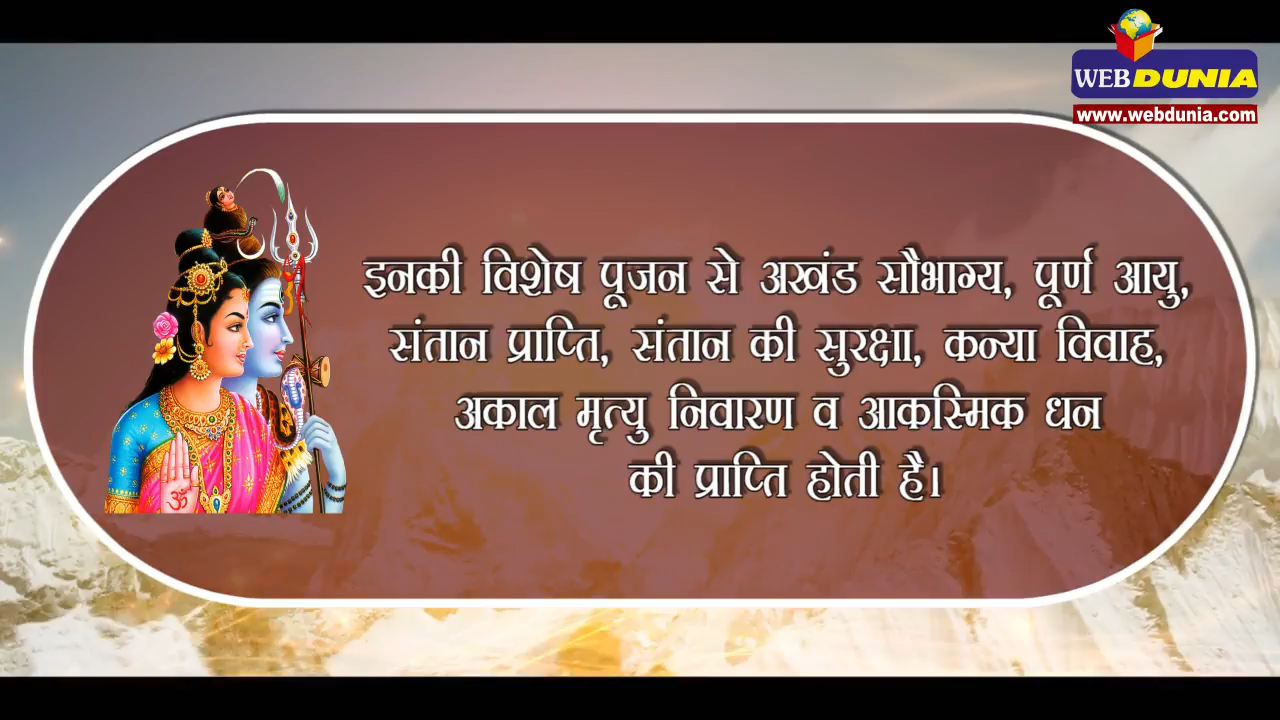 WEBDUNIA
www.webdunia.com
इनकी विशेष पूजन से अखंड सौभाग्य, पूर्ण आयु,
संतान प्राप्ति, संतान की सुरक्षा, कन्या विवाह,
अकाल मृत्यु निवारण व आकस्मिक धन
की प्राप्ति होती है।
ॐ